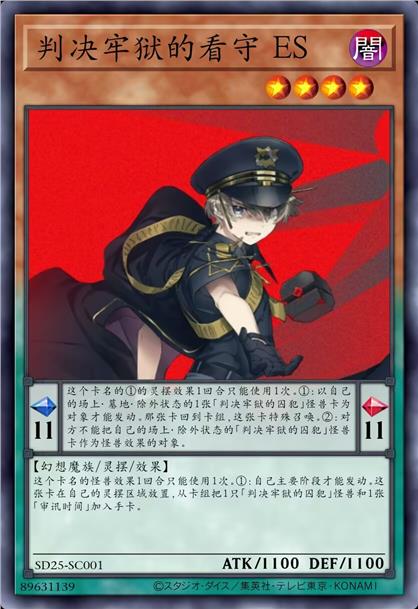 判决牢狱的看守 ES
闇
这个卡名的①的灵摆效果1回合只能使用1次。①:以自己
的场上·墓地·除外状态的1张「判决牢狱的囚犯」怪兽卡为
对象才能发动。那张卡回到卡组,这张卡特殊召唤。②:对
方不能把自己的场上·除外状态的「判决牢狱的囚犯」怪兽
卡作为怪兽效果的对象。
11
11
【幻想魔族/灵摆/效果】
这个卡名的怪兽效果1回合只能使用1次。①:自己主要阶段才能发动。这
张卡在自己的灵摆区域放置,从卡组把1只「判决牢狱的囚犯」怪兽和1张
「审讯时间」加入手卡。
SD25-SC001
ATK/1100 DEF/1100
89631139
©スタジオ・ダイス/集英社・テレビ東京・KONAMI